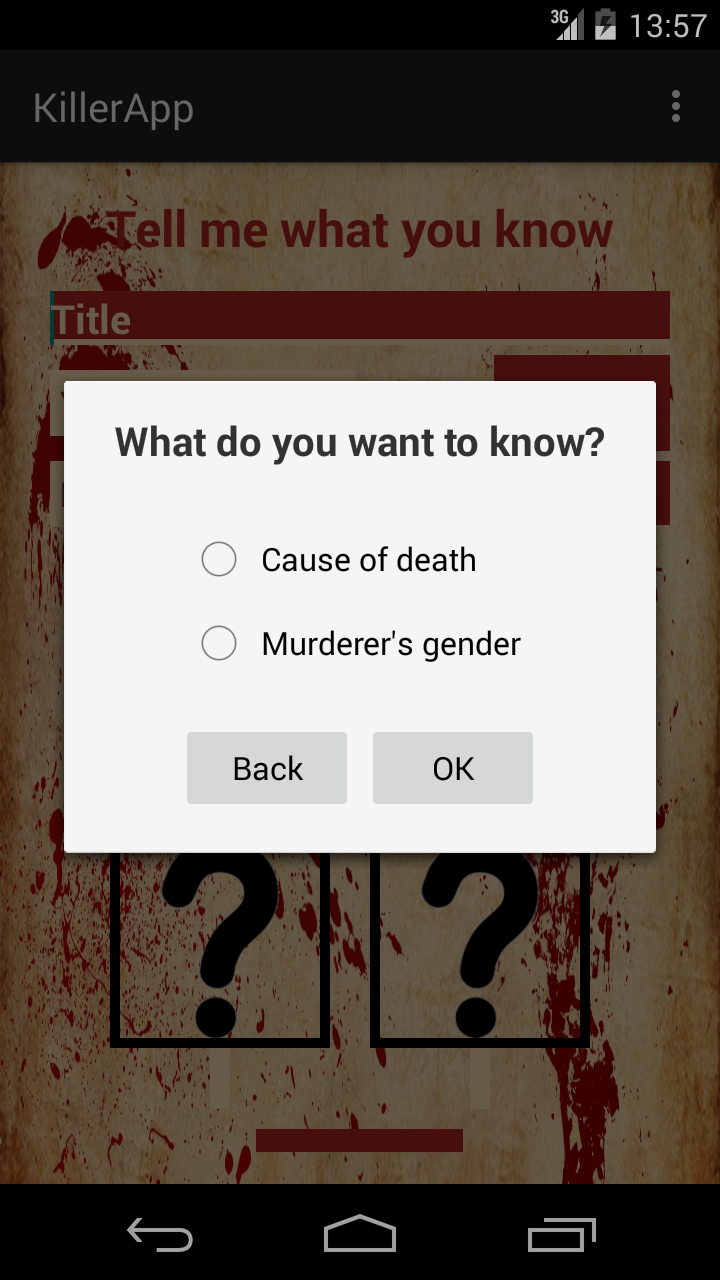 3G 13:57
KillerApp
Tell me what you know
Title
What do you want to know?
Cause of death
Murderer's gender
Back OK
? ?